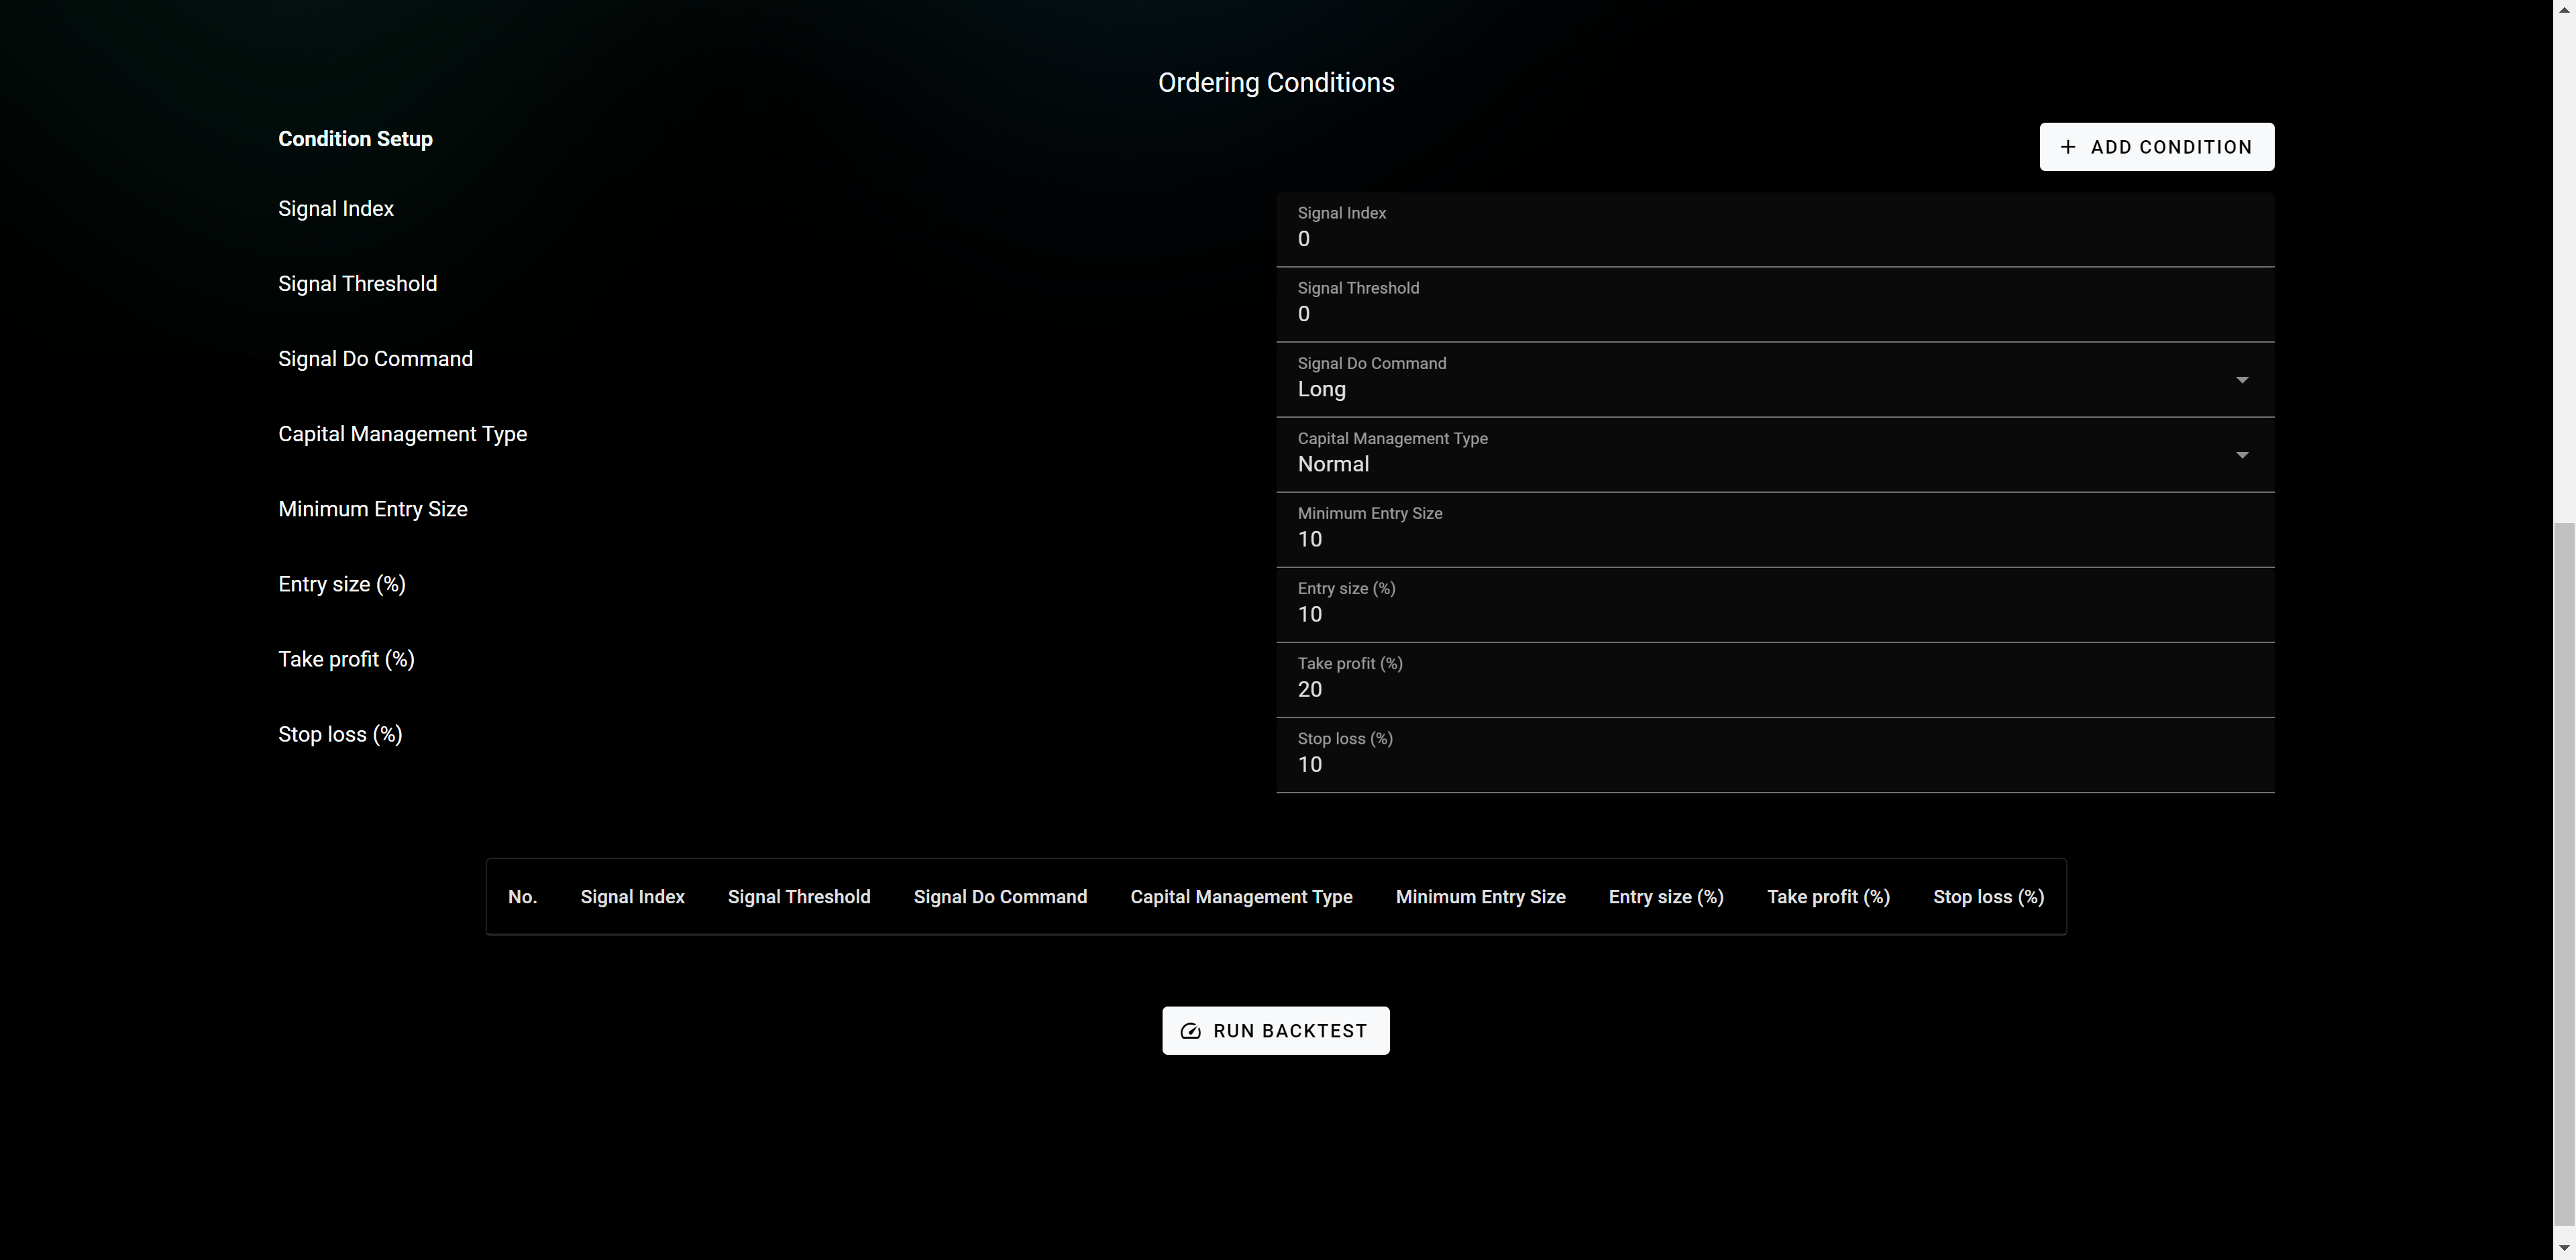 Ordering Conditions
Condition Setup
ADD CONDITION
Signal Index
Signal Index
0
Signal Threshold
Signal Threshold
0
Signal Do Command
Signal Do Command
Long
Capital Management Type
Capital Management Type
Normal
Minimum Entry Size
Minimum Entry Size
10
Entry size (%)
Entry size (%)
10
Take profit (%)
Take profit (%)
20
Stop loss (%)
Stop loss (%)
10
No. Signal Index Signal Threshold Signal Do Command Capital Management Type Minimum Entry Size Entry size (%) Take profit (%) Stop loss (%)
RUN BACKTEST